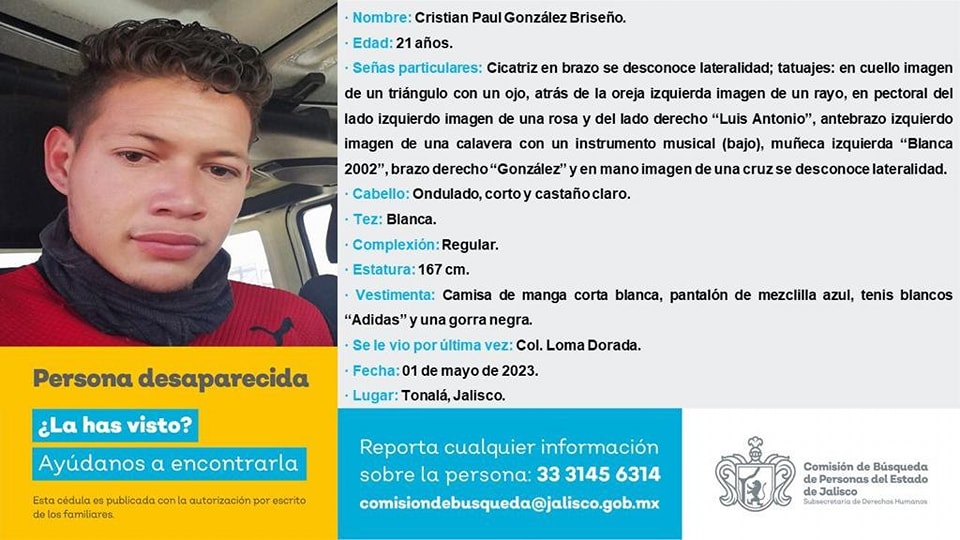 · Nombre: Cristian Paul González Briseño.
· Edad: 21 años.
· Señas particulares: Cicatriz en brazo se desconoce lateralidad; tatuajes: en cuello imagen
de un triángulo con un ojo, atrás de la oreja izquierda imagen de un rayo, en pectoral del
lado izquierdo imagen de una rosa y del lado derecho “Luis Antonio”, antebrazo izquierdo
imagen de una calavera con un instrumento musical (bajo), muñeca izquierda “Blanca
2002”, brazo derecho “González” y en mano imagen de una cruz se desconoce lateralidad.
· Cabello: Ondulado, corto y castaño claro.
· Tez: Blanca.
· Complexión: Regular.
· Estatura: 167 cm.
· Vestimenta: Camisa de manga corta blanca, pantalón de mezclilla azul, tenis blancos
“Adidas” y una gorra negra.
· Se le vio por última vez: Col. Loma Dorada.
· Fecha: 01 de mayo de 2023.
· Lugar: Tonalá, Jalisco.
Persona desaparecida
¿La has visto?
Ayúdanos a encontrarla
Esta cédula es publicada con la autorización por escrito
de los familiares.
Reporta cualquier información
sobre la persona: 33 3145 6314
comisiondebusqueda@jalisco.gob.mx
Comisión de Búsqueda
de Personas del Estado
de Jalisco
Subsecretaría de Derechos Humanos